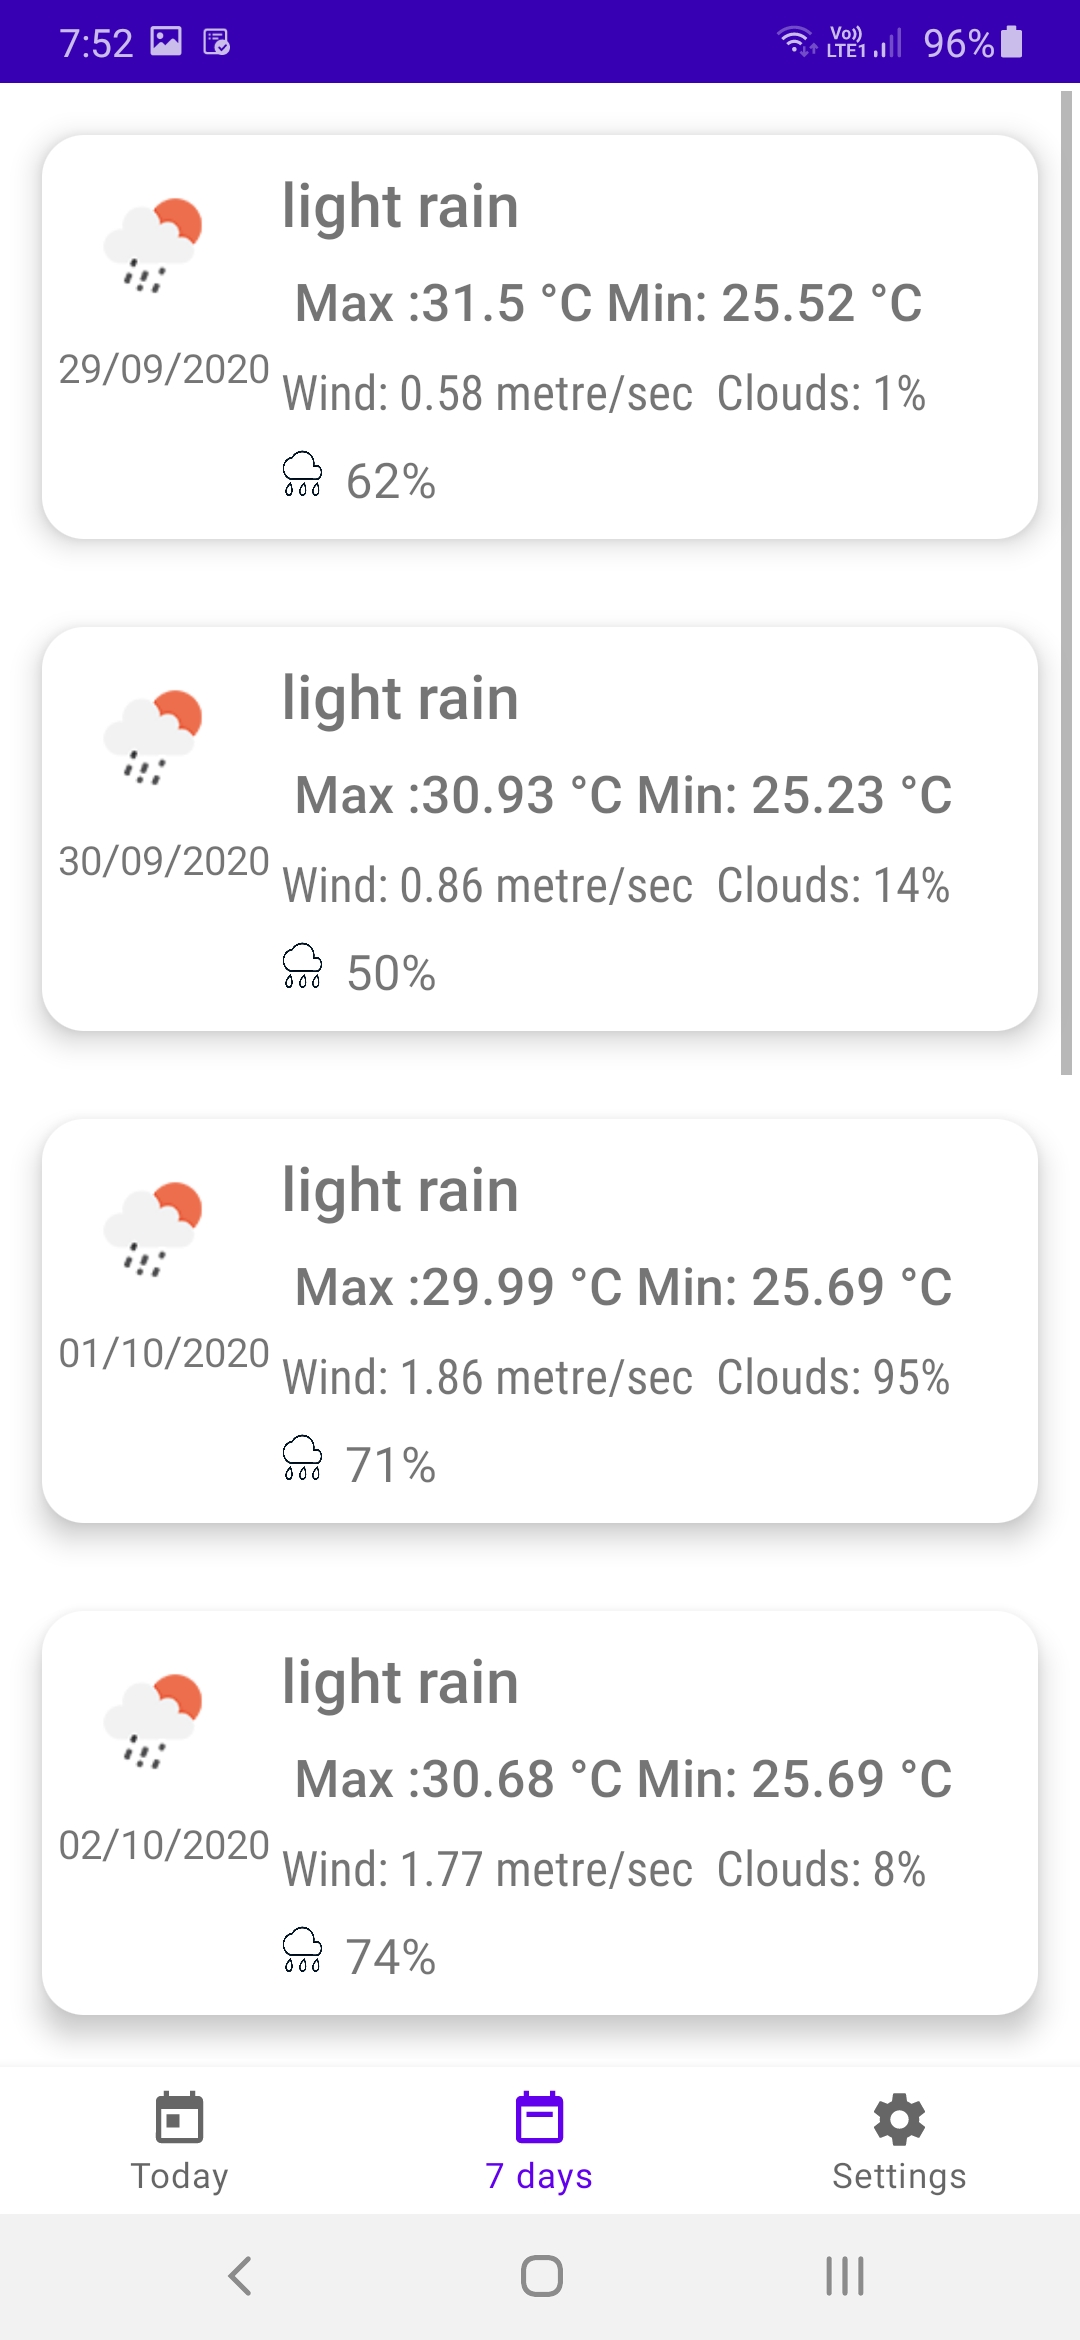 7:52 Vo)) LTE1 96%
light rain
Max :31.5 °C Min: 25.52 °C
29/09/2020
Wind: 0.58 metre/sec Clouds: 1%
62%
light rain
Max :30.93 °C Min: 25.23 °C
30/09/2020
Wind: 0.86 metre/sec Clouds: 14%
50%
light rain
Max :29.99 °C Min: 25.69 °C
01/10/2020
Wind: 1.86 metre/sec Clouds: 95%
71%
light rain
Max :30.68 °C Min: 25.69 °C
02/10/2020
Wind: 1.77 metre/sec Clouds: 8%
74%
Today 7 days Settings